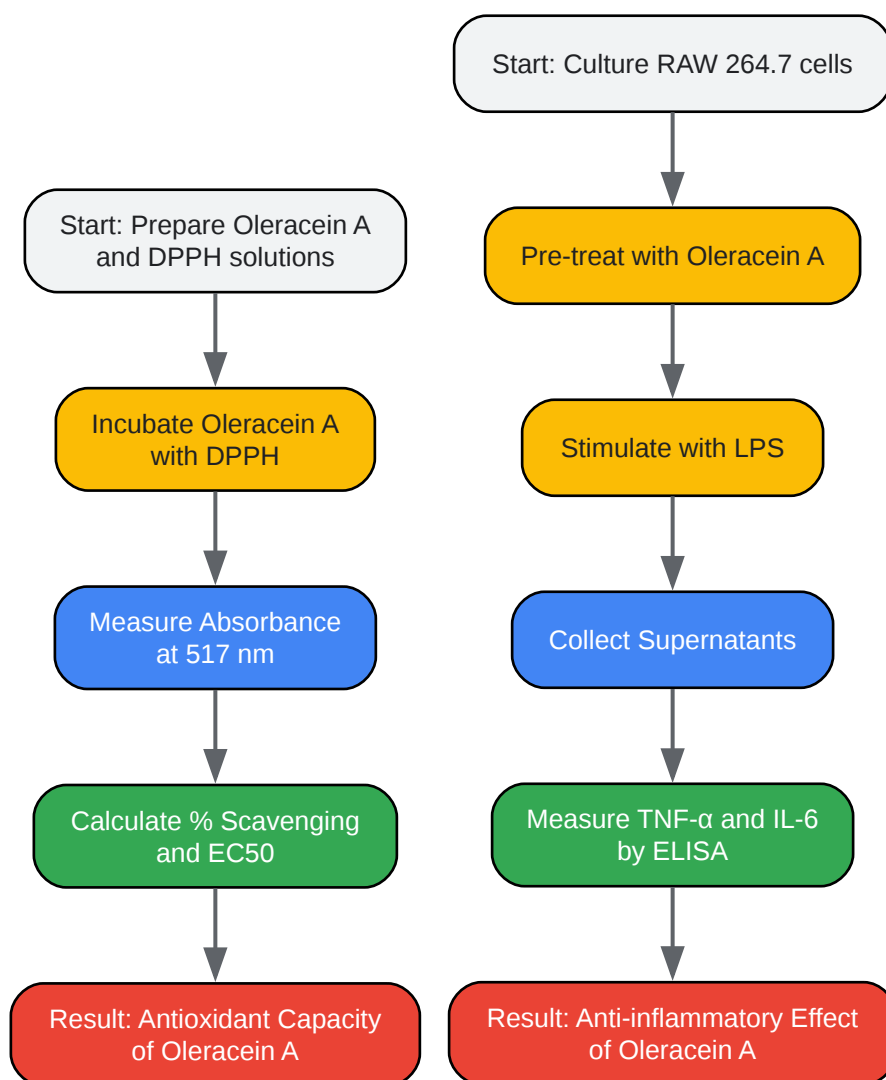 Start: Prepare Oleracein A
and DPPH solutions
Incubate Oleracein A
with DPPH
Measure Absorbance
at 517 nm
Calculate % Scavenging
and EC50
Result: Antioxidant Capacity
of Oleracein A
Start: Culture RAW 264.7 cells
Pre-treat with Oleracein A
Stimulate with LPS
Collect Supernatants
Measure TNF-α and IL-6
by ELISA
Result: Anti-inflammatory Effect
of Oleracein A